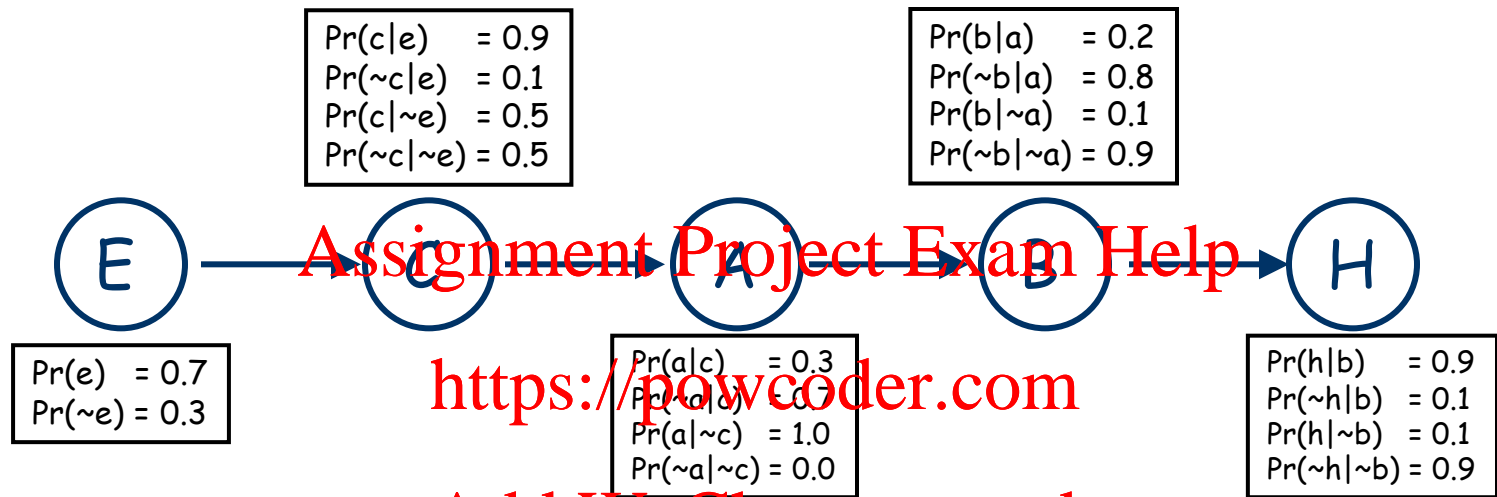 Pr(c|e) = 0.9
Pr(~c|e) = 0.1
Pr(c|~e) = 0.5
Pr(~c|~e) = 0.5
Pr(b|a) = 0.2
Pr(~b|a) = 0.8
Pr(b|~a) = 0.1
Pr(~b|~a) = 0.9
E C A B H
Assignment Project Exam Help
Pr(e) = 0.7
Pr(~e) = 0.3
Pr(a|c) = 0.3
Pr(~a|c) = 0.7
Pr(a|~c) = 1.0
Pr(~a|~c) = 0.0
https://powcoder.com
Pr(h|b) = 0.9
Pr(~h|b) = 0.1
Pr(h|~b) = 0.1
Pr(~h|~b) = 0.9